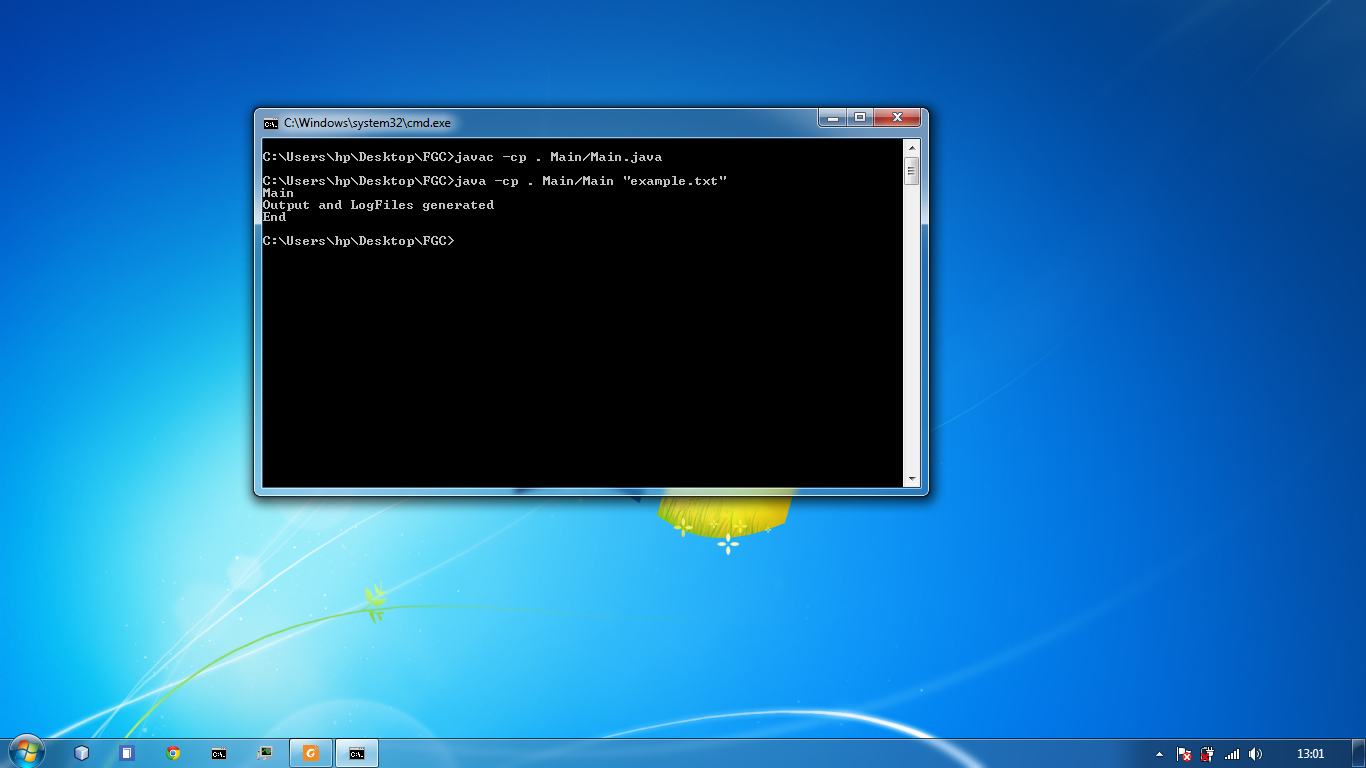 C:\Windows\system32\cmd.exe
C:\Users\hp\Desktop\FGC>javac -cp . Main/Main.java
C:\Users\hp\Desktop\FGC>java -cp . Main/Main "example.txt"
Main
Output and LogFiles generated
End
C:\Users\hp\Desktop\FGC>
13:01